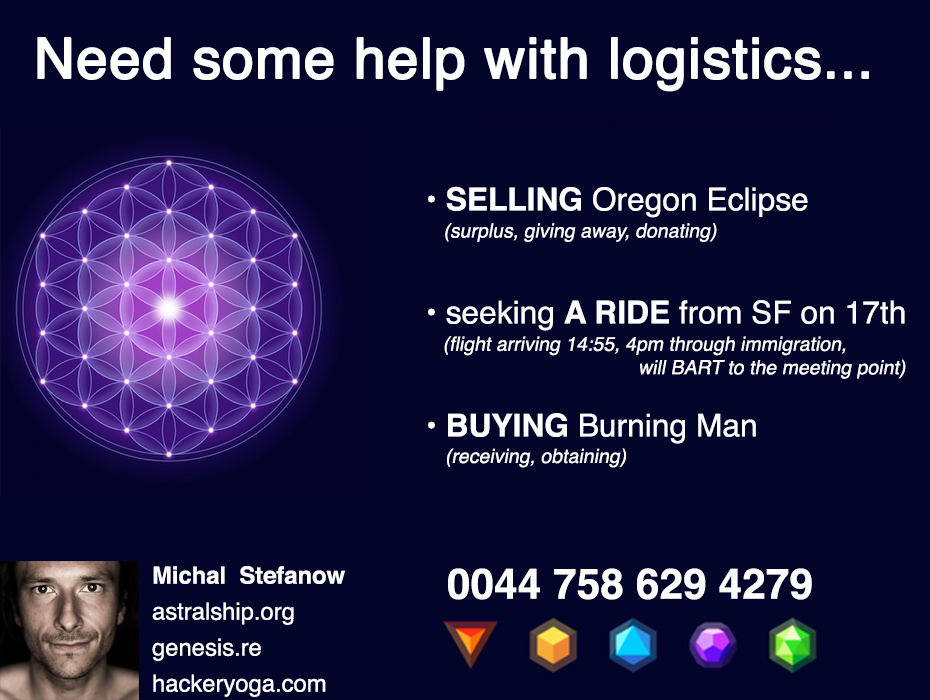 Need some help with logistics...
• SELLING Oregon Eclipse
(surplus, giving away, donating)
• seeking A RIDE from SF on 17th
(flight arriving 14:55, 4pm through immigration,
will BART to the meeting point)
• BUYING Burning Man
(receiving, obtaining)
Michal Stefanow
astralship.org
genesis.re
hackeryoga.com
0044 758 629 4279